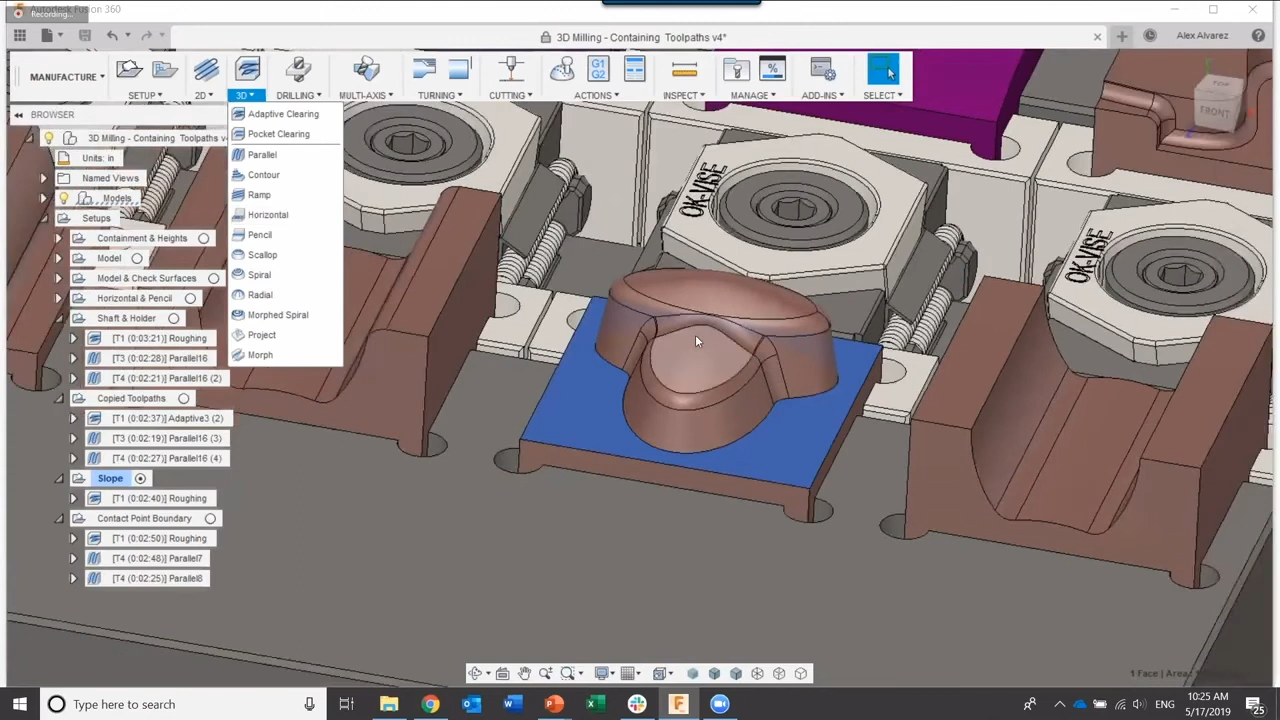 Autodesk Fusion 360
Recording...
3D Milling - Containing Toolpaths v4*
Alex Alvarez
MANUFACTURE
SETUP
2D
3D
DRILLING
MULTI-AXIS
TURNING
CUTTING
G1
G2
ACTIONS
INSPECT
%
MANAGE
ADD-INS
SELECT
BROWSER
3D Milling - Containing Toolpaths v
Units: in
Named Views
Models
Setups
Containment & Heights
Model
Model & Check Surfaces
Horizontal & Pencil
Shaft & Holder
[T1 (0:03:21)] Roughing
[T3 (0:02:28)] Parallel16
[T4 (0:02:21)] Parallel16 (2)
Copied Toolpaths
[T1 (0:02:37)] Adaptive3 (2)
[T3 (0:02:19)] Parallel16 (3)
[T4 (0:02:27)] Parallel16 (4)
Slope
[T1 (0:02:40)] Roughing
Contact Point Boundary
[T1 (0:02:50)] Roughing
[T4 (0:02:48)] Parallel7
[T4 (0:02:25)] Parallel8
Adaptive Clearing
Pocket Clearing
Parallel
Contour
Ramp
Horizontal
Pencil
Scallop
Spiral
Radial
Morphed Spiral
Project
Morph
OK-VISE
OK-VISE
TOP
FRONT
Z
1 Face | Area:
Type here to search
ENG
10:25 AM
5/17/2019
25